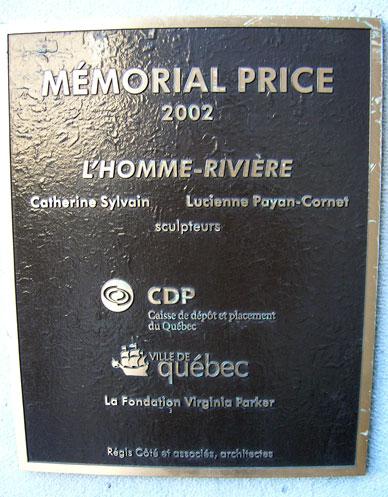 MÉMORIAL PRICE
2002
L'HOMME-RIVIÈRE
Catherine Sylvain Lucienne Payan-Cornet
sculpteurs
CDP
Caisse de dépôt et placement
du Québec
VILLE DE
québec
La Fondation Virginia Parker
Régis Côté et associés, architectes